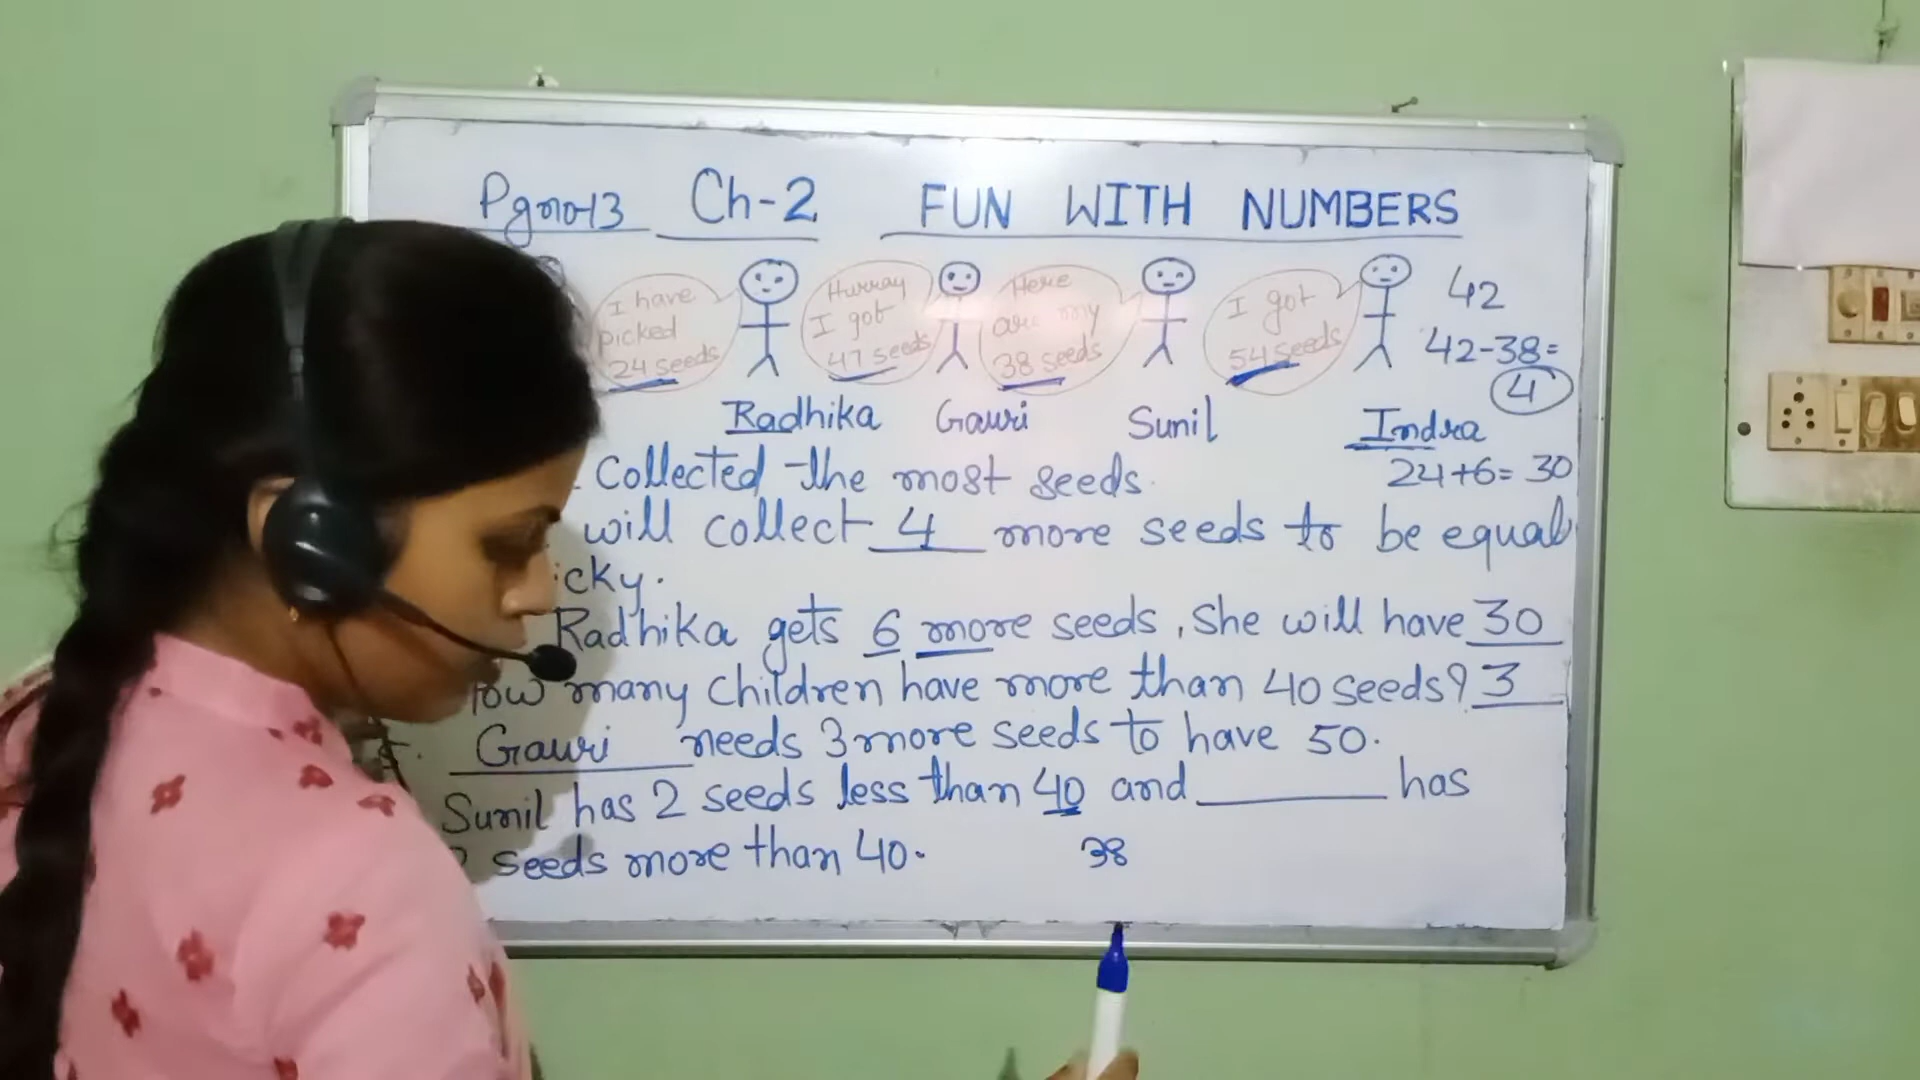 Pg no-13 Ch-2 FUN WITH NUMBERS
I have
picked
24 seeds
Hurray
I got
47 seeds
Here
are my
38 seeds
I got
54 seeds
42
42-38=
4
Radhika Gauri Sunil Indra
24+6=30
Collected the most seeds.
will collect 4 more seeds to be equal
icky.
Radhika gets 6 more seeds, She will have 30
ow many children have more than 40 seeds? 3
5. Gauri needs 3 more seeds to have 50.
Sunil has 2 seeds less than 40 and ________ has
seeds more than 40.
38